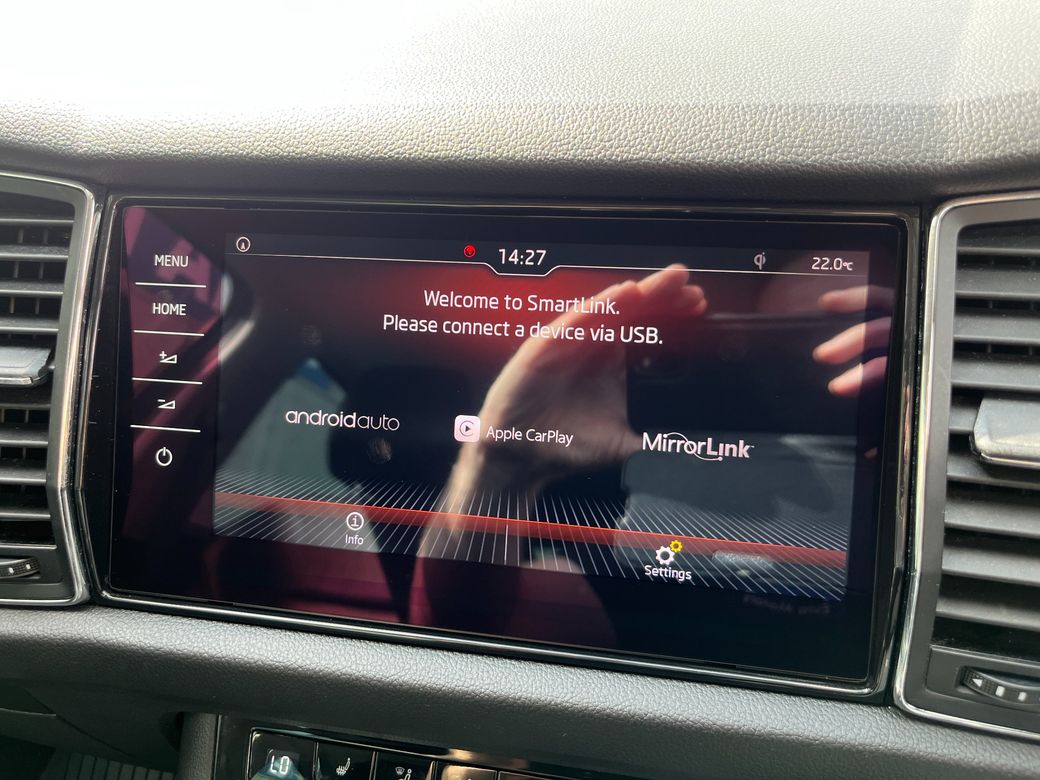 MENU
HOME
14:27
22.0°C
Welcome to SmartLink.
Please connect a device via USB.
androidauto
Apple CarPlay
MirrorLink™
Info
Settings
LO